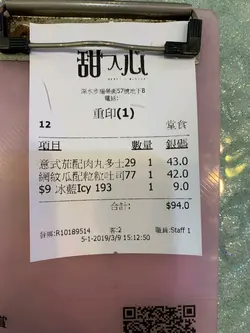 甜入心
深水步福榮街57號地下B
電話:
重印(1)
12 堂食
項目 數量 銀碼
意式茄配肉丸多士29 1 43.0
網紋瓜配粒粒吐司77 1 42.0
$9 冰藍Icy 193 1 9.0
合計: $94.0
發票:R10189514 客:2 職員:Staff 1
5-1-2019/3/9 15:12:50